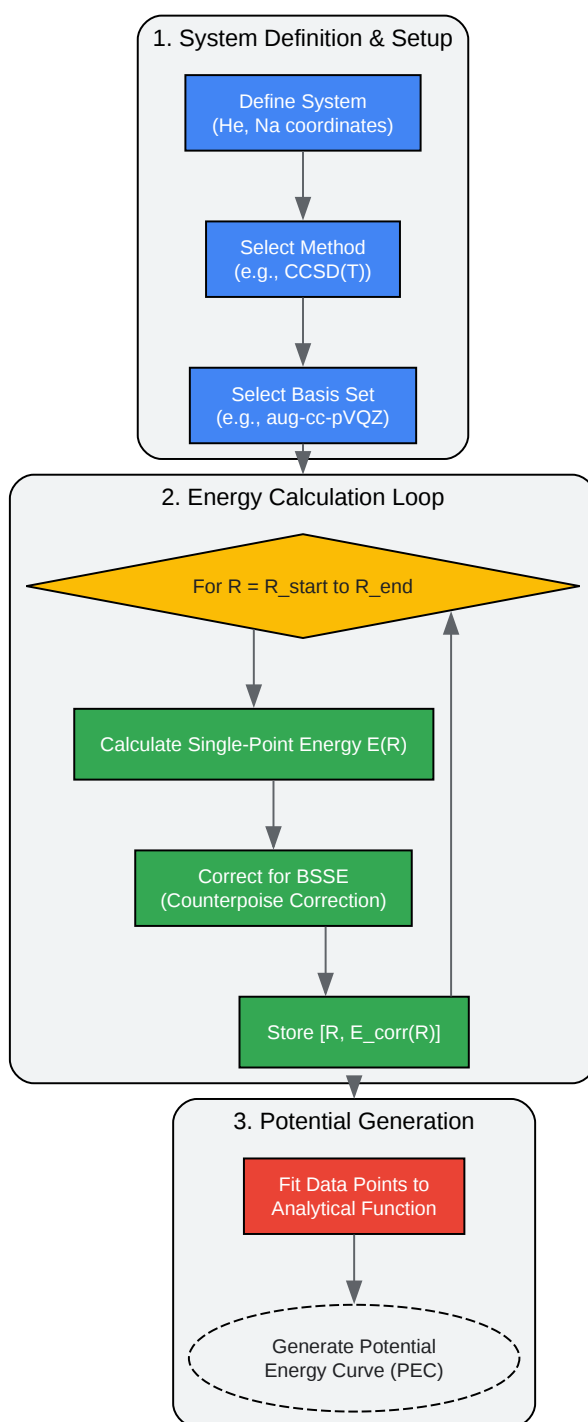 1. System Definition & Setup
Define System
(He, Na coordinates)
Select Method
(e.g., CCSD(T))
Select Basis Set
(e.g., aug-cc-pVQZ)
2. Energy Calculation Loop
For R = R_start to R_end
Calculate Single-Point Energy E(R)
Correct for BSSE
(Counterpoise Correction)
Store [R, E_corr(R)]
3. Potential Generation
Fit Data Points to
Analytical Function
Generate Potential
Energy Curve (PEC)